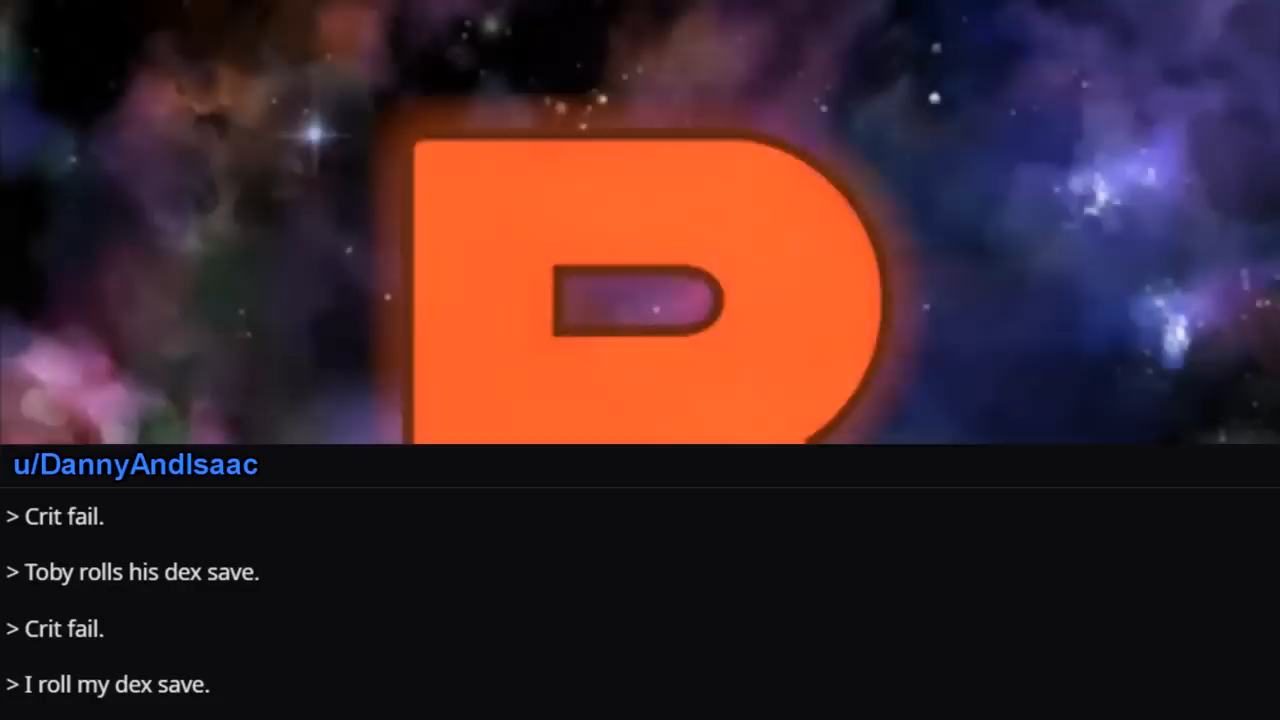 R
u/DannyAndIsaac
> Crit fail.
> Toby rolls his dex save.
> Crit fail.
> I roll my dex save.